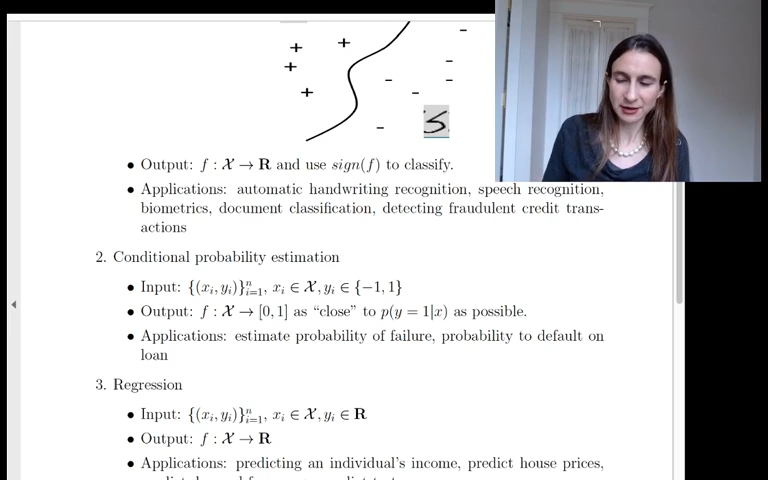 + + -
+ -
+ - - -
- 5
• Output: f : 𝒳 → R and use sign(f) to classify.
• Applications: automatic handwriting recognition, speech recognition,
biometrics, document classification, detecting fraudulent credit trans-
actions
2. Conditional probability estimation
• Input: {(xᵢ, yᵢ)}ⁿᵢ₌₁, xᵢ ∈ 𝒳, yᵢ ∈ {−1, 1}
• Output: f : 𝒳 → [0, 1] as “close” to p(y = 1|x) as possible.
• Applications: estimate probability of failure, probability to default on
loan
3. Regression
• Input: {(xᵢ, yᵢ)}ⁿᵢ₌₁, xᵢ ∈ 𝒳, yᵢ ∈ R
• Output: f : 𝒳 → R
• Applications: predicting an individual's income, predict house prices,